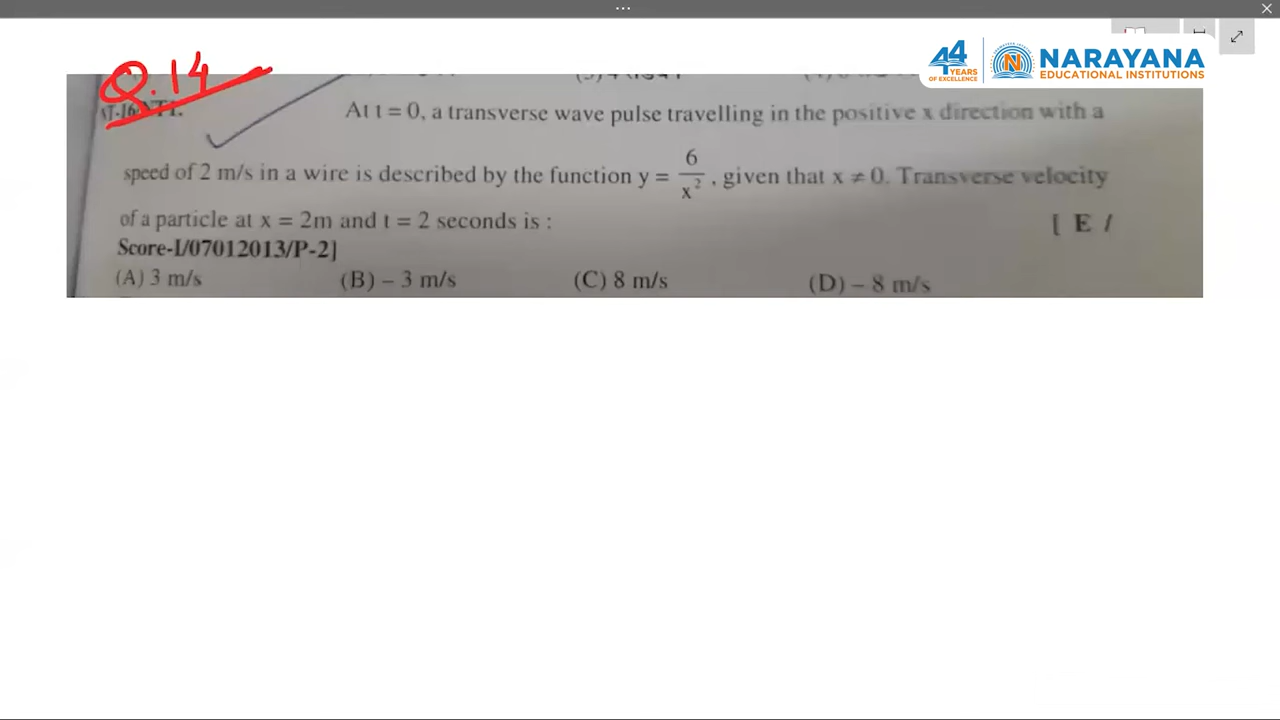 44
YEARS
OF EXCELLENCE
NARAYANA
EDUCATIONAL INSTITUTIONS
Q.14
At t = 0, a transverse wave pulse travelling in the positive x direction with a
speed of 2 m/s in a wire is described by the function y = 6/x², given that x ≠ 0. Transverse velocity
of a particle at x = 2m and t = 2 seconds is :
[ E /
Score-I/07012013/P-2]
(A) 3 m/s (B) – 3 m/s (C) 8 m/s (D) – 8 m/s